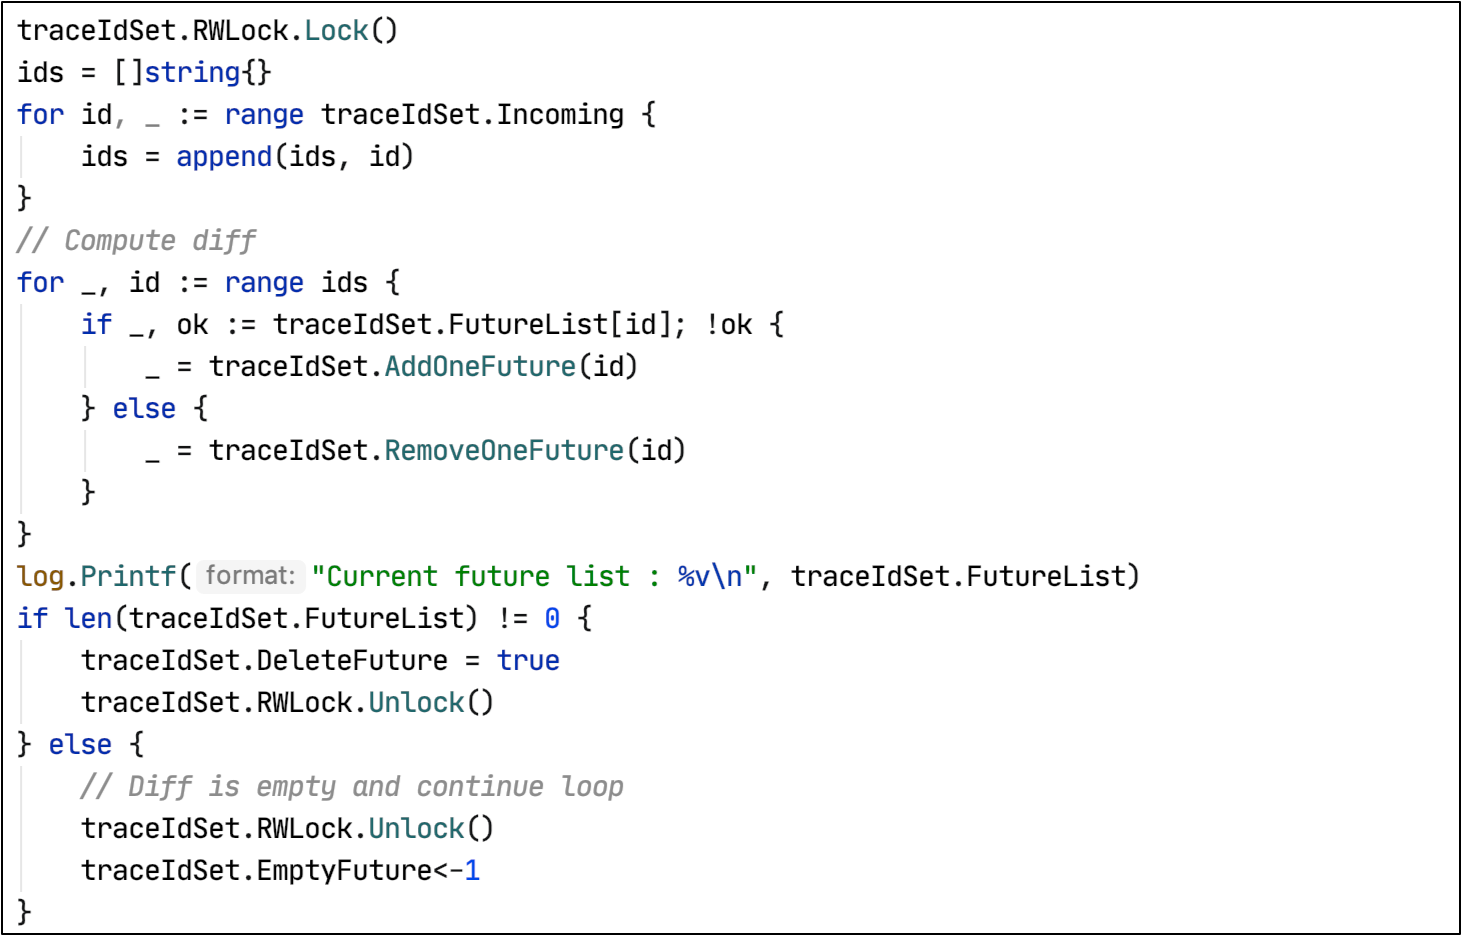 traceIdSet.RWLock.Lock()
ids = []string{}
for id, _ := range traceIdSet.Incoming {
    ids = append(ids, id)
}
// Compute diff
for _, id := range ids {
    if _, ok := traceIdSet.FutureList[id]; !ok {
        _ = traceIdSet.AddOneFuture(id)
    } else {
        _ = traceIdSet.RemoveOneFuture(id)
    }
}
log.Printf( format: "Current future list : %v\n", traceIdSet.FutureList)
if len(traceIdSet.FutureList) != 0 {
    traceIdSet.DeleteFuture = true
    traceIdSet.RWLock.Unlock()
} else {
    // Diff is empty and continue loop
    traceIdSet.RWLock.Unlock()
    traceIdSet.EmptyFuture<-1
}